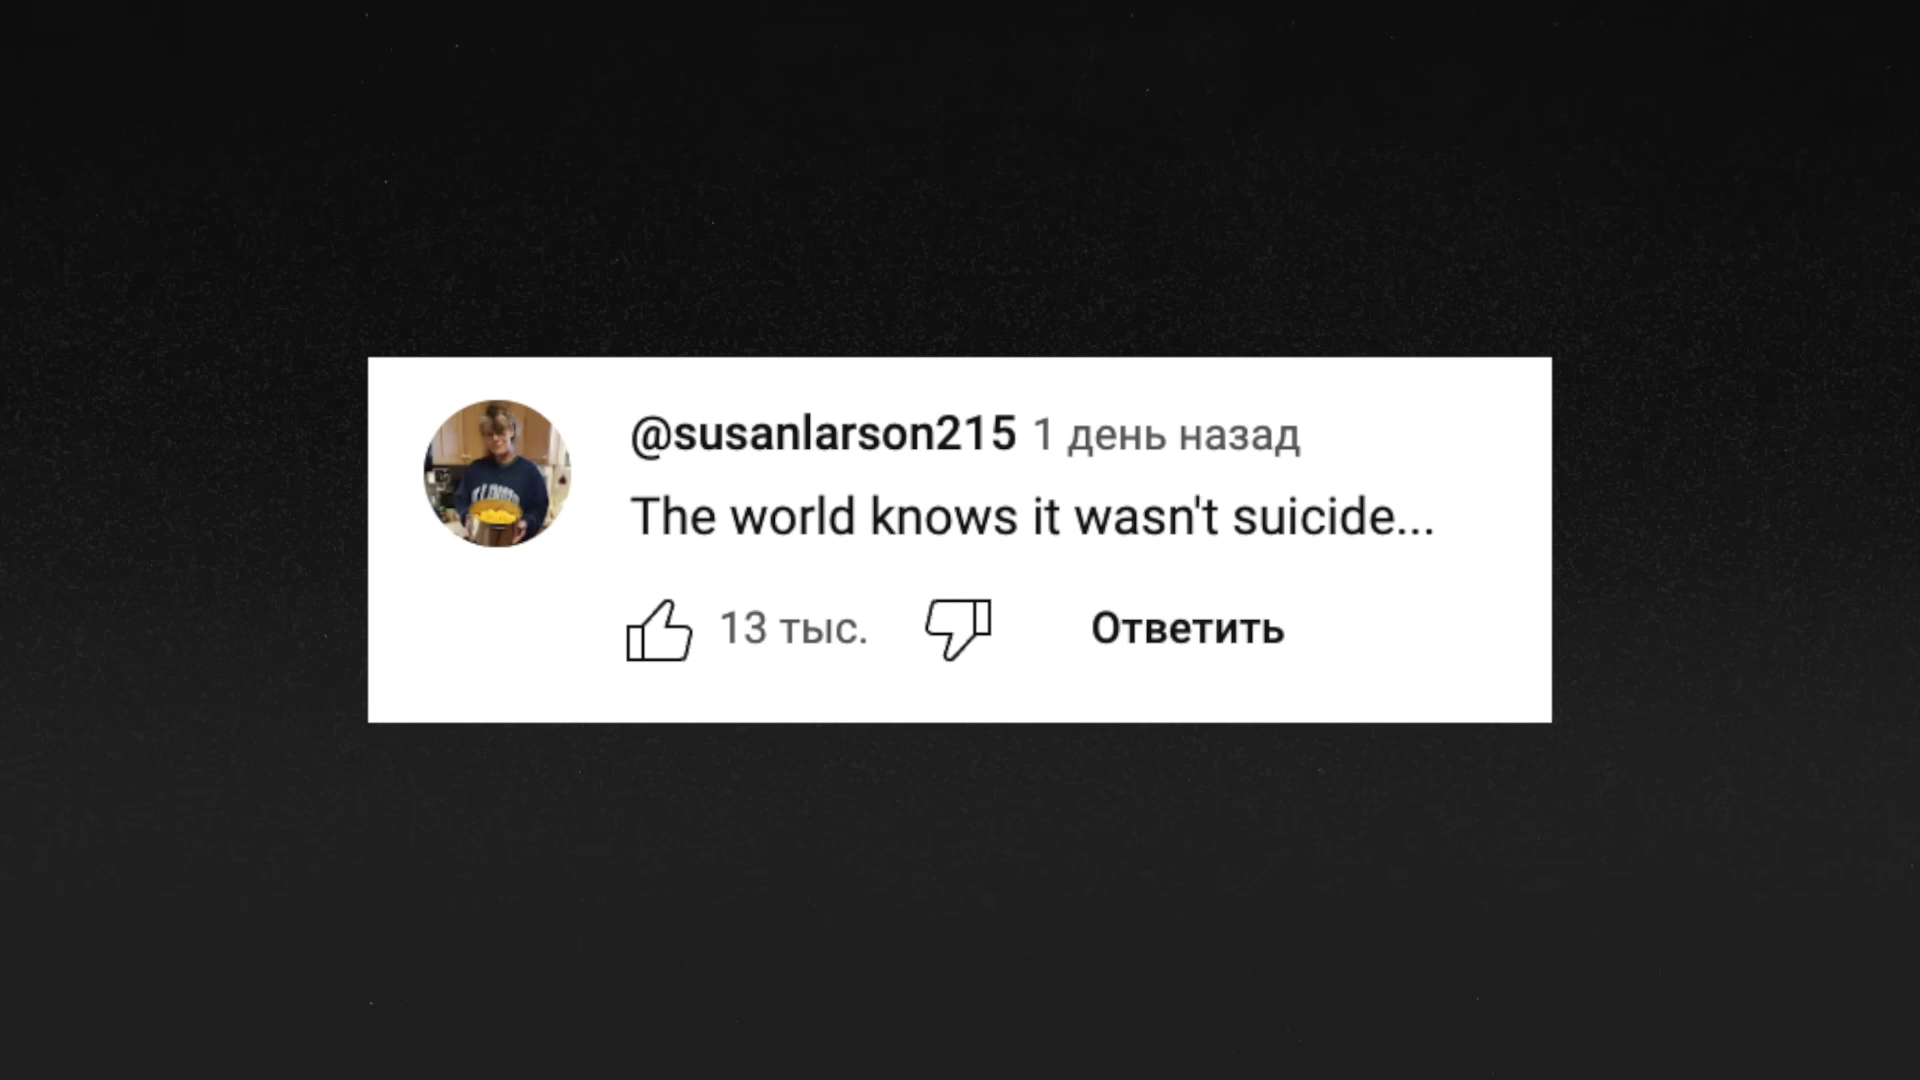 @susanlarson215 1 день назад
The world knows it wasn't suicide...
13 тыс. Ответить